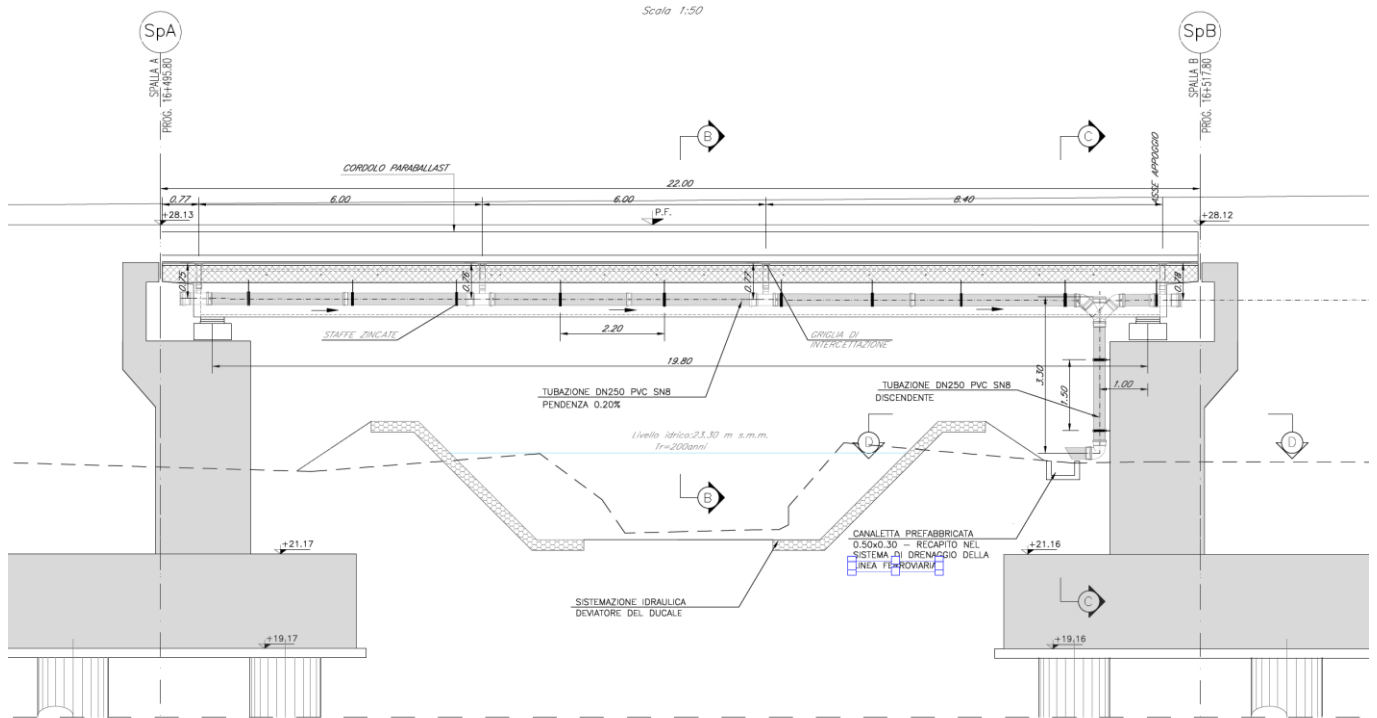 Scala 1:50
SpA
SpB
SPALLA A
PROG. 16+495.80
SPALLA B
PROG. 16+517.80
B
C
ASSE APPOGGIO
CORDOLO PARABALLAST
22.00
0.77
6.00
6.00
8.40
+28.13
P.F.
+28.12
0.75
0.76
0.77
0.78
STAFFE ZINCATE
2.20
GRIGLIA DI
INTERCETTAZIONE
19.80
3.30
1.50
1.00
TUBAZIONE DN250 PVC SN8
PENDENZA 0.20%
TUBAZIONE DN250 PVC SN8
DISCENDENTE
Livello idrico:23.30 m s.m.m.
Tr=200anni
D
D
B
CANALETTA PREFABBRICATA
0.50x0.30 – RECAPITO NEL
SISTEMA DI DRENAGGIO DELLA
LINEA FERROVIARIA
+21.17
+21.16
SISTEMAZIONE IDRAULICA
DEVIATORE DEL DUCALE
C
+19.17
+19.16